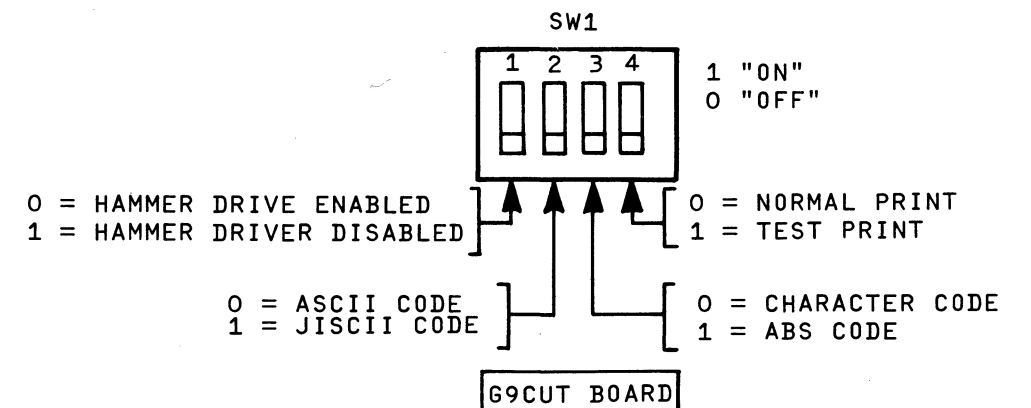 SW1
1 2 3 4
1 "ON"
0 "OFF"
0 = HAMMER DRIVE ENABLED
1 = HAMMER DRIVER DISABLED
0 = NORMAL PRINT
1 = TEST PRINT
0 = ASCII CODE
1 = JISCII CODE
0 = CHARACTER CODE
1 = ABS CODE
G9CUT BOARD